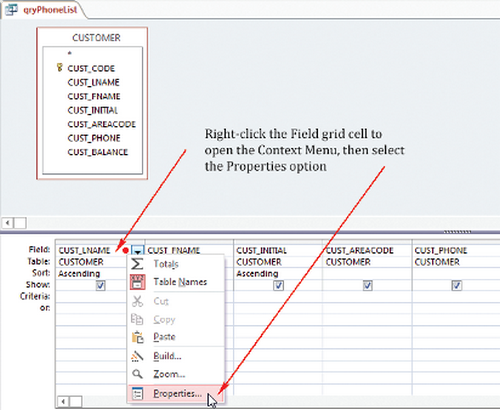 qryPhoneList
CUSTOMER
*
CUST_CODE
CUST_LNAME
CUST_FNAME
CUST_INITIAL
CUST_AREACODE
CUST_PHONE
CUST_BALANCE
Right-click the Field grid cell to
open the Context Menu, then select
the Properties option
Field: CUST_LNAME CUST_FNAME CUST_INITIAL CUST_AREACODE CUST_PHONE
Table: CUSTOMER CUSTOMER CUSTOMER CUSTOMER
Sort: Ascending Ascending
Show:
Criteria:
or:
Totals
Table Names
Cut
Copy
Paste
Build...
Zoom...
Properties...